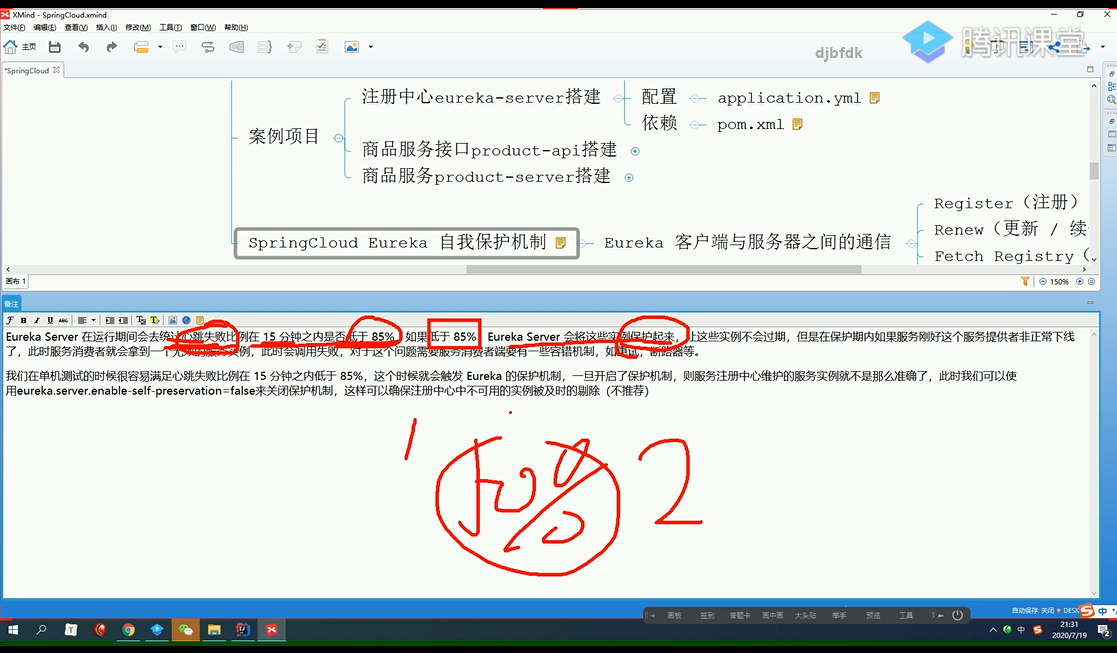 XMind - SpringCloud.xmind
文件(F) 编辑(E) 查看(V) 插入(I) 修改(M) 工具(T) 窗口(W) 帮助(H)
主页
djbfdk
腾讯课堂
*SpringCloud
注册中心eureka-server搭建
配置
application.yml
依赖
pom.xml
案例项目
商品服务接口product-api搭建
商品服务product-server搭建
SpringCloud Eureka 自我保护机制
Eureka 客户端与服务器之间的通信
Register（注册）
Renew（更新 / 续
Fetch Registry（
画布 1
150%
备注
Eureka Server 在运行期间会去统计心跳失败比例在 15 分钟之内是否低于 85%，如果低于 85%， Eureka Server 会将这些实例保护起来，让这些实例不会过期，但是在保护期内如果服务刚好这个服务提供者非正常下线
了，此时服务消费者就会拿到一个无效的服务实例，此时会调用失败，对于这个问题需要服务消费者端要有一些容错机制，如重试，断路器等。
我们在单机测试的时候很容易满足心跳失败比例在 15 分钟之内低于 85%，这个时候就会触发 Eureka 的保护机制，一旦开启了保护机制，则服务注册中心维护的服务实例就不是那么准确了，此时我们可以使
用eureka.server.enable-self-preservation=false来关闭保护机制，这样可以确保注册中心中不可用的实例被及时的剔除（不推荐）
1
2
画板 签到 答题卡 画中画 大头贴 举手 预览 工具
自动保存: 关闭
中
21:31
2020/7/19